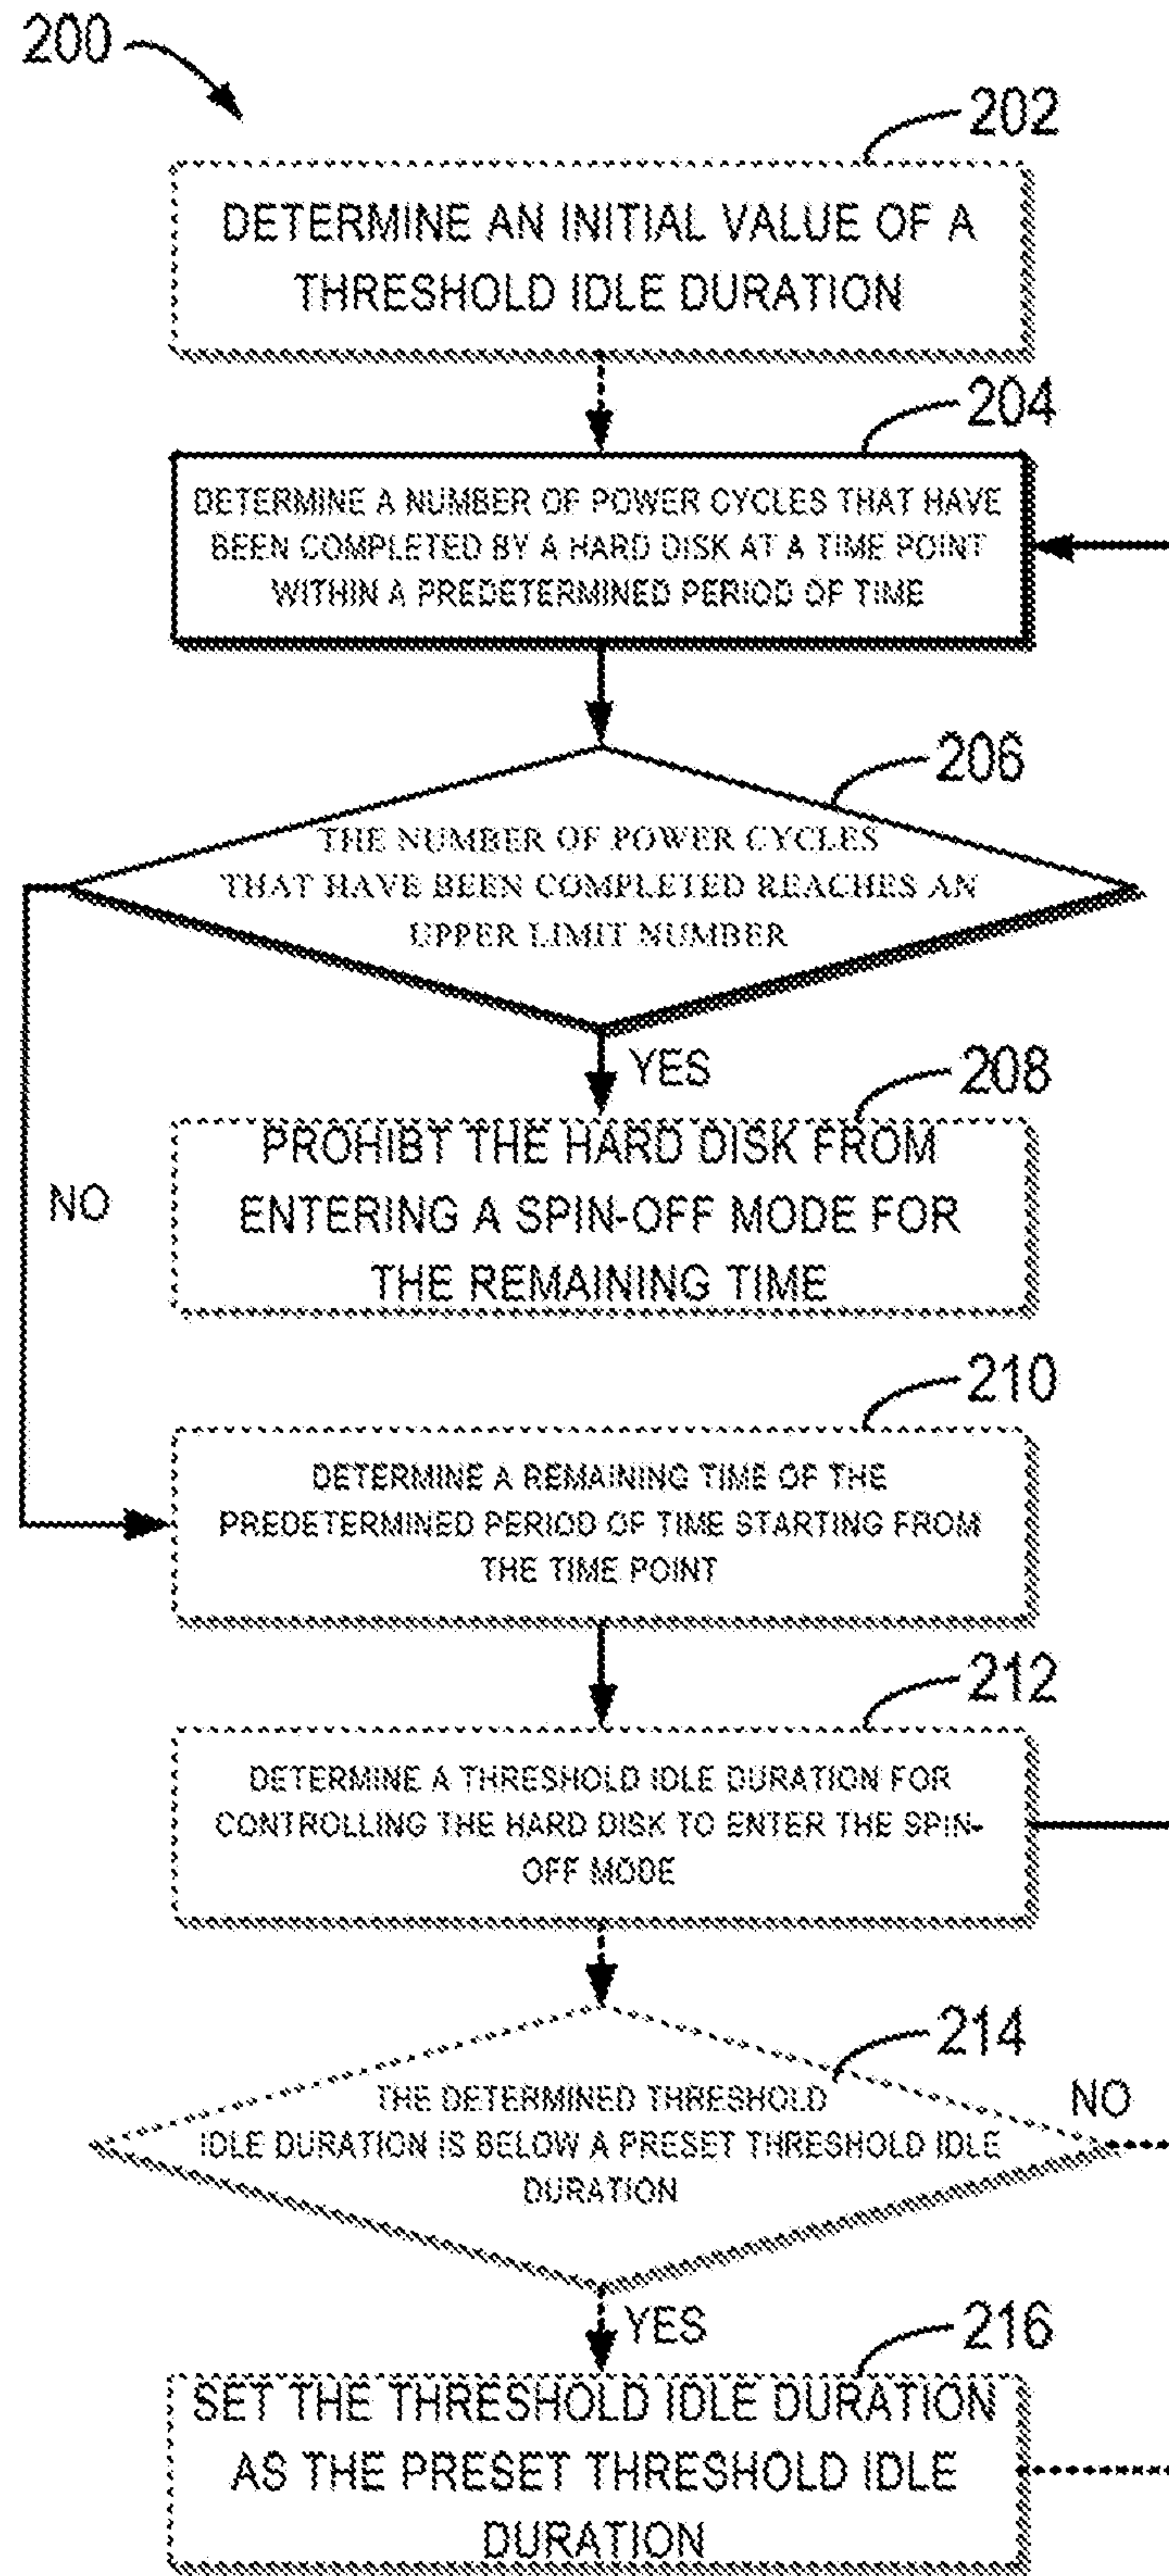 200
202
DETERMINE AN INITIAL VALUE OF A
THRESHOLD IDLE DURATION
204
DETERMINE A NUMBER OF POWER CYCLES THAT HAVE
BEEN COMPLETED BY A HARD DISK AT A TIME POINT
WITHIN A PREDETERMINED PERIOD OF TIME
206
THE NUMBER OF POWER CYCLES
THAT HAVE BEEN COMPLETED REACHES AN
UPPER LIMIT NUMBER
YES
208
PROHIBT THE HARD DISK FROM
ENTERING A SPIN-OFF MODE FOR
THE REMAINING TIME
NO
210
DETERMINE A REMAINING TIME OF THE
PREDETERMINED PERIOD OF TIME STARTING FROM
THE TIME POINT
212
DETERMINE A THRESHOLD IDLE DURATION FOR
CONTROLLING THE HARD DISK TO ENTER THE SPIN-
OFF MODE
214
NO
THE DETERMINED THRESHOLD
IDLE DURATION IS BELOW A PRESET THRESHOLD IDLE
DURATION
YES
216
SET THE THRESHOLD IDLE DURATION
AS THE PRESET THRESHOLD IDLE
DURATION